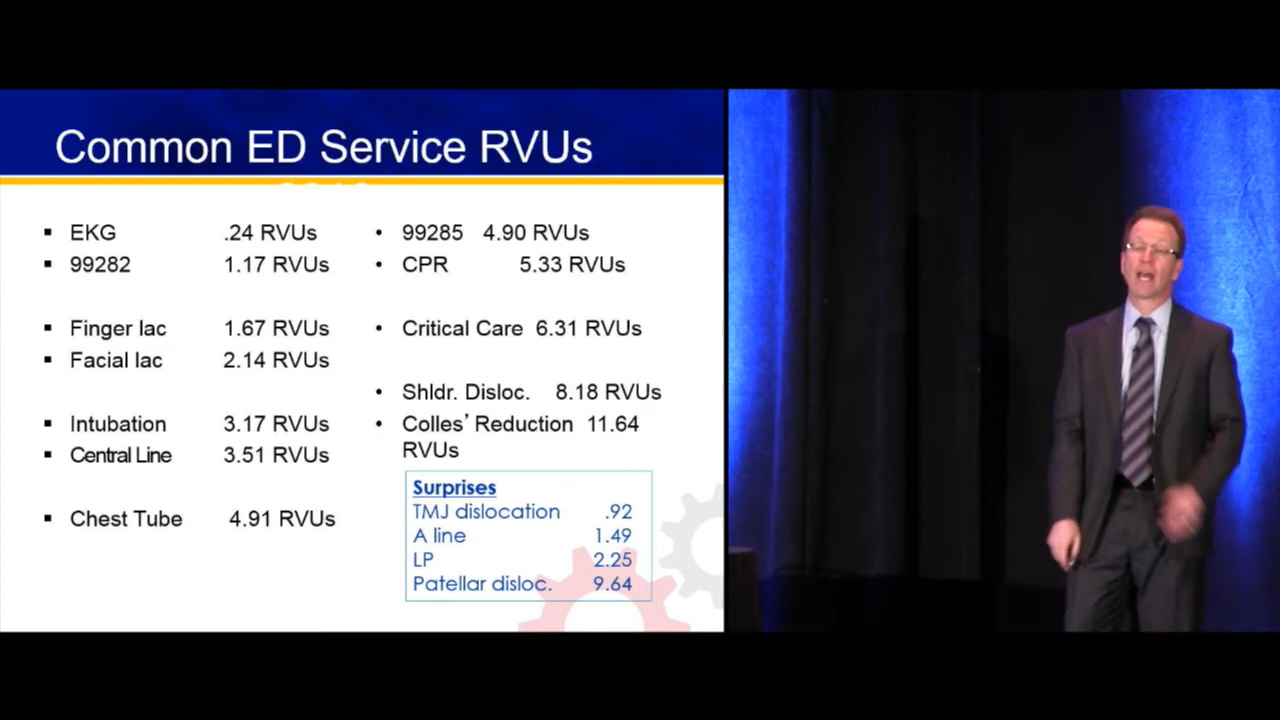 Common ED Service RVUs
▪ EKG .24 RVUs
▪ 99282 1.17 RVUs
▪ Finger lac 1.67 RVUs
▪ Facial lac 2.14 RVUs
▪ Intubation 3.17 RVUs
▪ Central Line 3.51 RVUs
▪ Chest Tube 4.91 RVUs
• 99285 4.90 RVUs
• CPR 5.33 RVUs
• Critical Care 6.31 RVUs
• Shldr. Disloc. 8.18 RVUs
• Colles’ Reduction 11.64
RVUs
Surprises
TMJ dislocation .92
A line 1.49
LP 2.25
Patellar disloc. 9.64